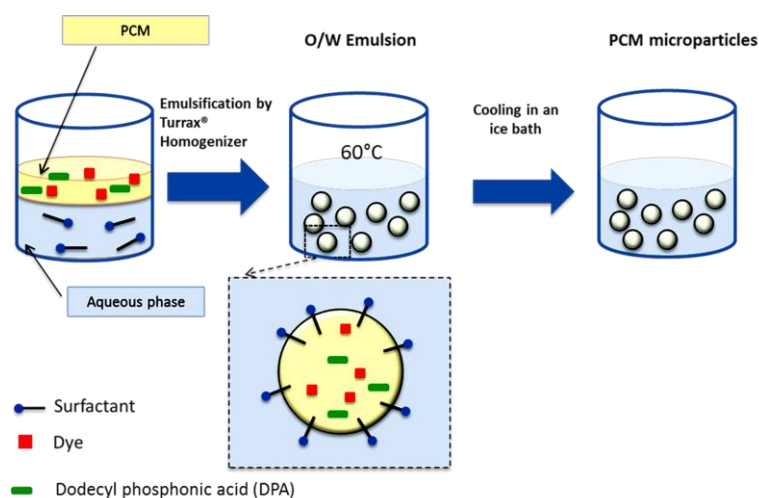 PCM
O/W Emulsion
PCM microparticles
Emulsification by
Turrax®
Homogenizer
Cooling in an
ice bath
60°C
Aqueous phase
Surfactant
Dye
Dodecyl phosphonic acid (DPA)